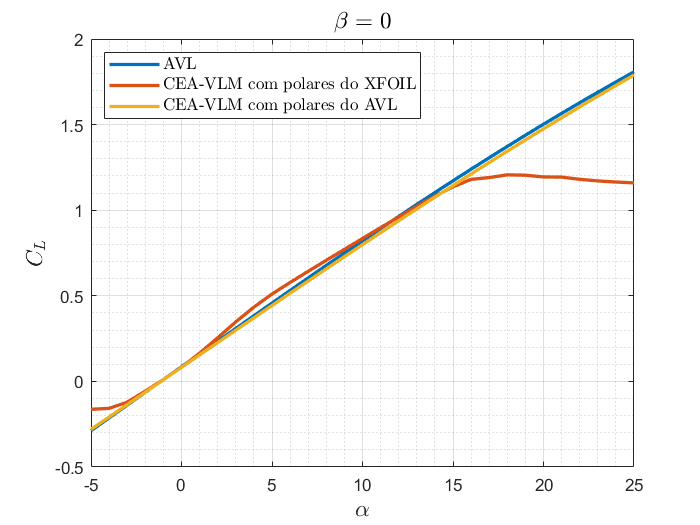 β = 0
AVL
CEA-VLM com polares do XFOIL
CEA-VLM com polares do AVL
2
1.5
1
0.5
0
-0.5
C_L
-5 0 5 10 15 20 25
α